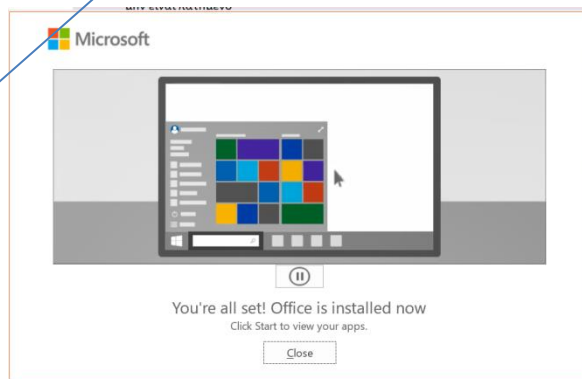 Microsoft
You're all set! Office is installed now
Click Start to view your apps.
Close